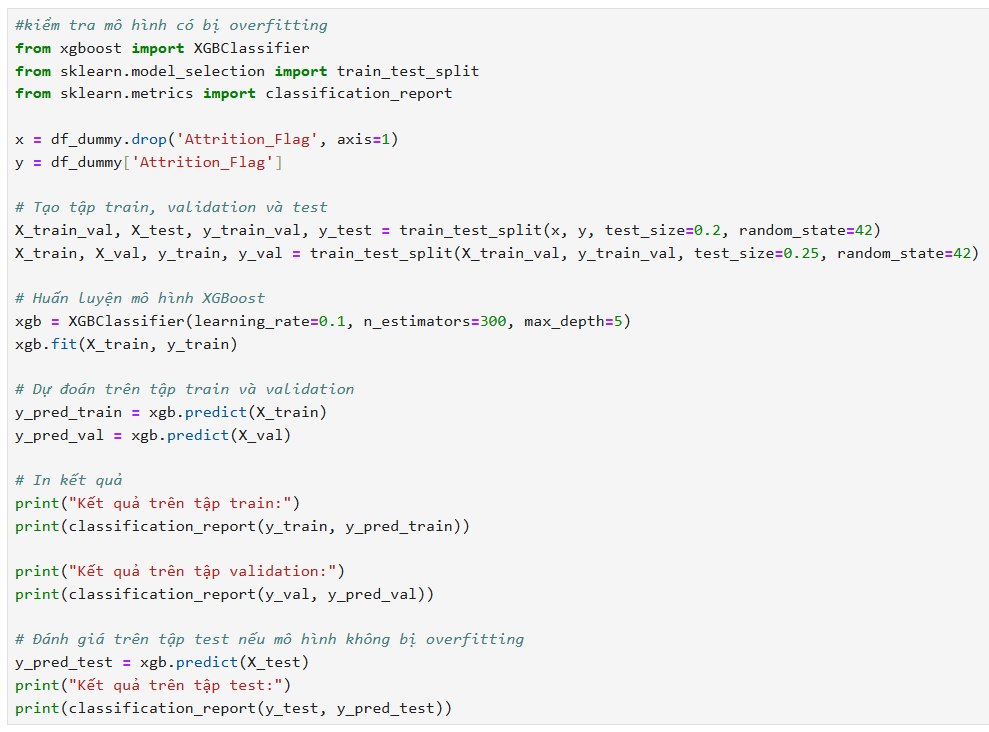 #kiểm tra mô hình có bị overfitting
from xgboost import XGBClassifier
from sklearn.model_selection import train_test_split
from sklearn.metrics import classification_report
x = df_dummy.drop('Attrition_Flag', axis=1)
y = df_dummy['Attrition_Flag']
# Tạo tập train, validation và test
X_train_val, X_test, y_train_val, y_test = train_test_split(x, y, test_size=0.2, random_state=42)
X_train, X_val, y_train, y_val = train_test_split(X_train_val, y_train_val, test_size=0.25, random_state=42)
# Huấn luyện mô hình XGBoost
xgb = XGBClassifier(learning_rate=0.1, n_estimators=300, max_depth=5)
xgb.fit(X_train, y_train)
# Dự đoán trên tập train và validation
y_pred_train = xgb.predict(X_train)
y_pred_val = xgb.predict(X_val)
# In kết quả
print("Kết quả trên tập train:")
print(classification_report(y_train, y_pred_train))
print("Kết quả trên tập validation:")
print(classification_report(y_val, y_pred_val))
# Đánh giá trên tập test nếu mô hình không bị overfitting
y_pred_test = xgb.predict(X_test)
print("Kết quả trên tập test:")
print(classification_report(y_test, y_pred_test))